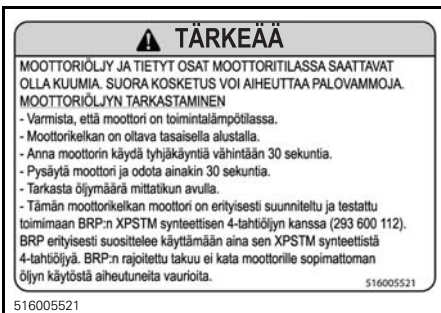 TÄRKEÄÄ
MOOTTORIÖLJY JA TIETYT OSAT MOOTTORITILASSA SAATTAVAT
OLLA KUUMIA. SUORA KOSKETUS VOI AIHEUTTAA PALOVAMMOJA.
MOOTTORIÖLJYN TARKASTAMINEN
- Varmista, että moottori on toimintalämpötilassa.
- Moottorikelkan on oltava tasaisella alustalla.
- Anna moottorin käydä tyhjäkäyntiä vähintään 30 sekuntia.
- Pysäytä moottori ja odota ainakin 30 sekuntia.
- Tarkasta öljymäärä mittatikun avulla.
- Tämän moottorikelkan moottori on erityisesti suunniteltu ja testattu
toimimaan BRP:n XPSTM synteettisen 4-tahtiöljyn kanssa (293 600 112).
BRP erityisesti suosittelee käyttämään aina sen XPSTM synteettistä
4-tahtiöljyä. BRP:n rajoitettu takuu ei kata moottorille sopimattoman
öljyn käytöstä aiheutuneita vaurioita.
516005521
516005521